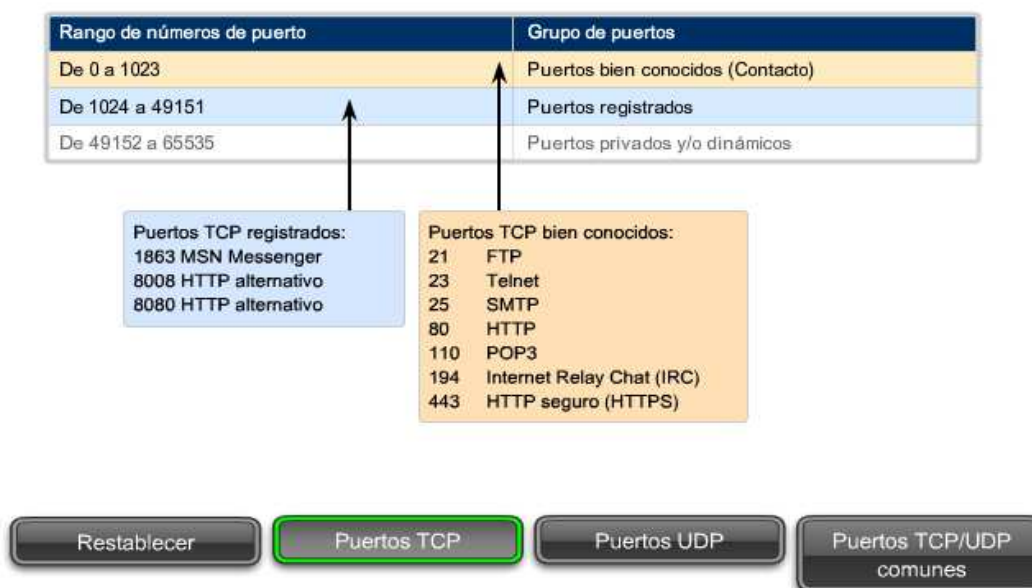 Rango de números de puerto Grupo de puertos
De 0 a 1023 Puertos bien conocidos (Contacto)
De 1024 a 49151 Puertos registrados
De 49152 a 65535 Puertos privados y/o dinámicos
Puertos TCP registrados:
1863 MSN Messenger
8008 HTTP alternativo
8080 HTTP alternativo
Puertos TCP bien conocidos:
21 FTP
23 Telnet
25 SMTP
80 HTTP
110 POP3
194 Internet Relay Chat (IRC)
443 HTTP seguro (HTTPS)
Restablecer
Puertos TCP
Puertos UDP
Puertos TCP/UDP
comunes